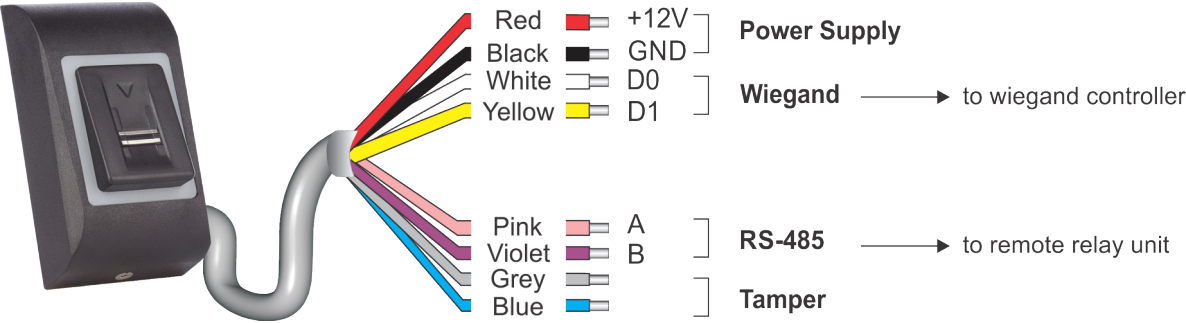 Red +12V
Black GND
Power Supply
White D0
Yellow D1
Wiegand to wiegand controller
Pink A
Violet B
RS-485 to remote relay unit
Grey
Blue
Tamper